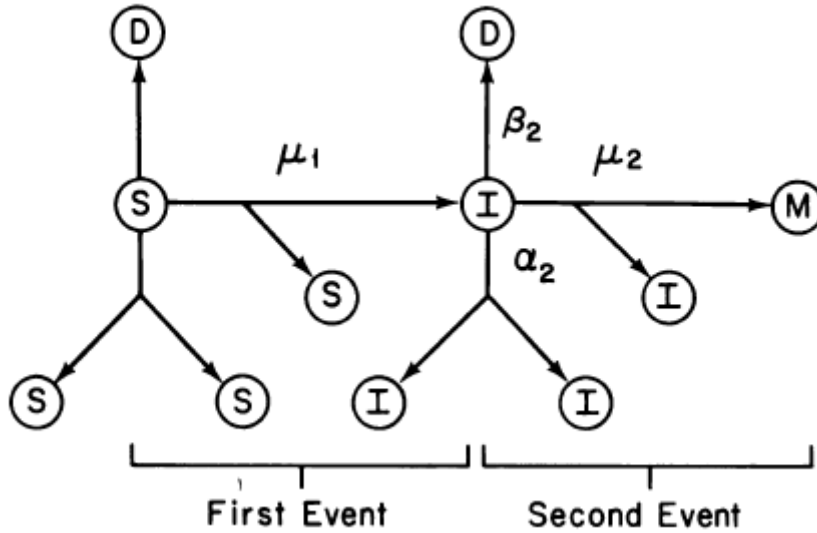 D D
β₂
μ₁ μ₂
S I M
α₂
S I
S S I I
First Event Second Event